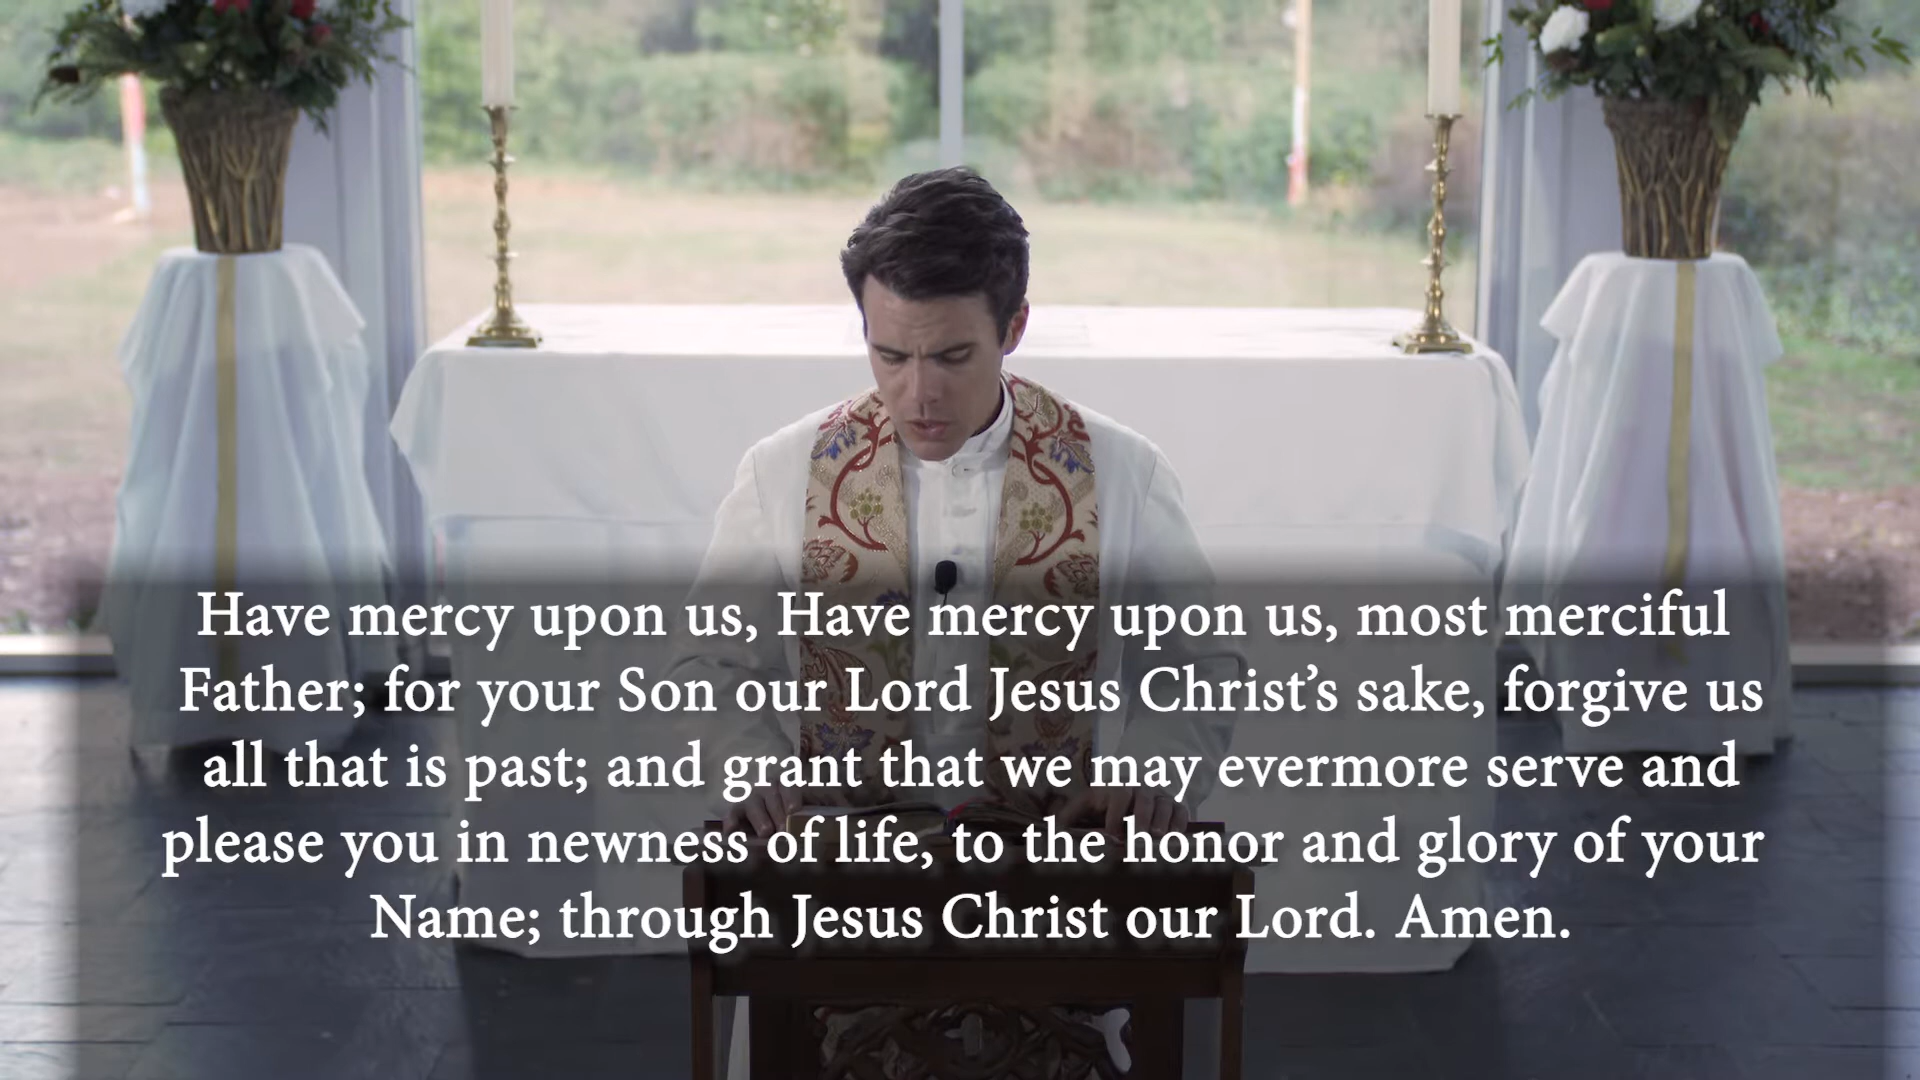 Have mercy upon us, Have mercy upon us, most merciful
Father; for your Son our Lord Jesus Christ’s sake, forgive us
all that is past; and grant that we may evermore serve and
please you in newness of life, to the honor and glory of your
Name; through Jesus Christ our Lord. Amen.